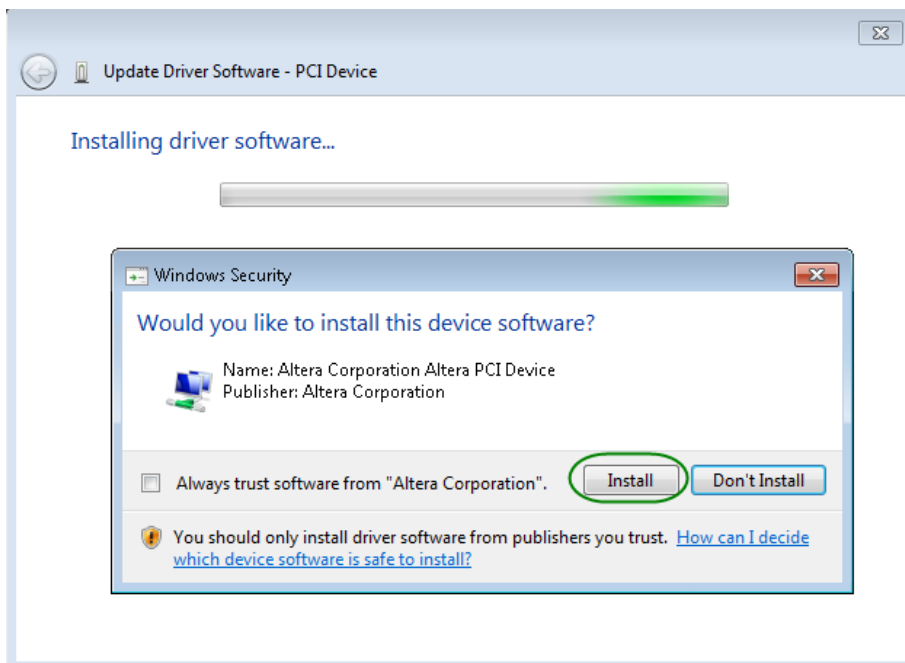 Update Driver Software - PCI Device
Installing driver software...
Windows Security
Would you like to install this device software?
Name: Altera Corporation Altera PCI Device
Publisher: Altera Corporation
Always trust software from "Altera Corporation".
Install
Don't Install
You should only install driver software from publishers you trust. How can I decide
which device software is safe to install?